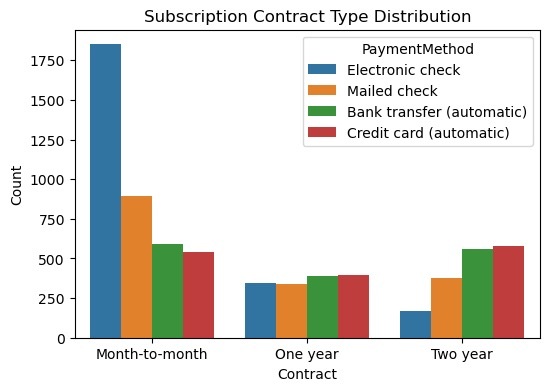 Subscription Contract Type Distribution
PaymentMethod
Electronic check
Mailed check
Bank transfer (automatic)
Credit card (automatic)
Count
1750
1500
1250
1000
750
500
250
0
Month-to-month
One year
Two year
Contract